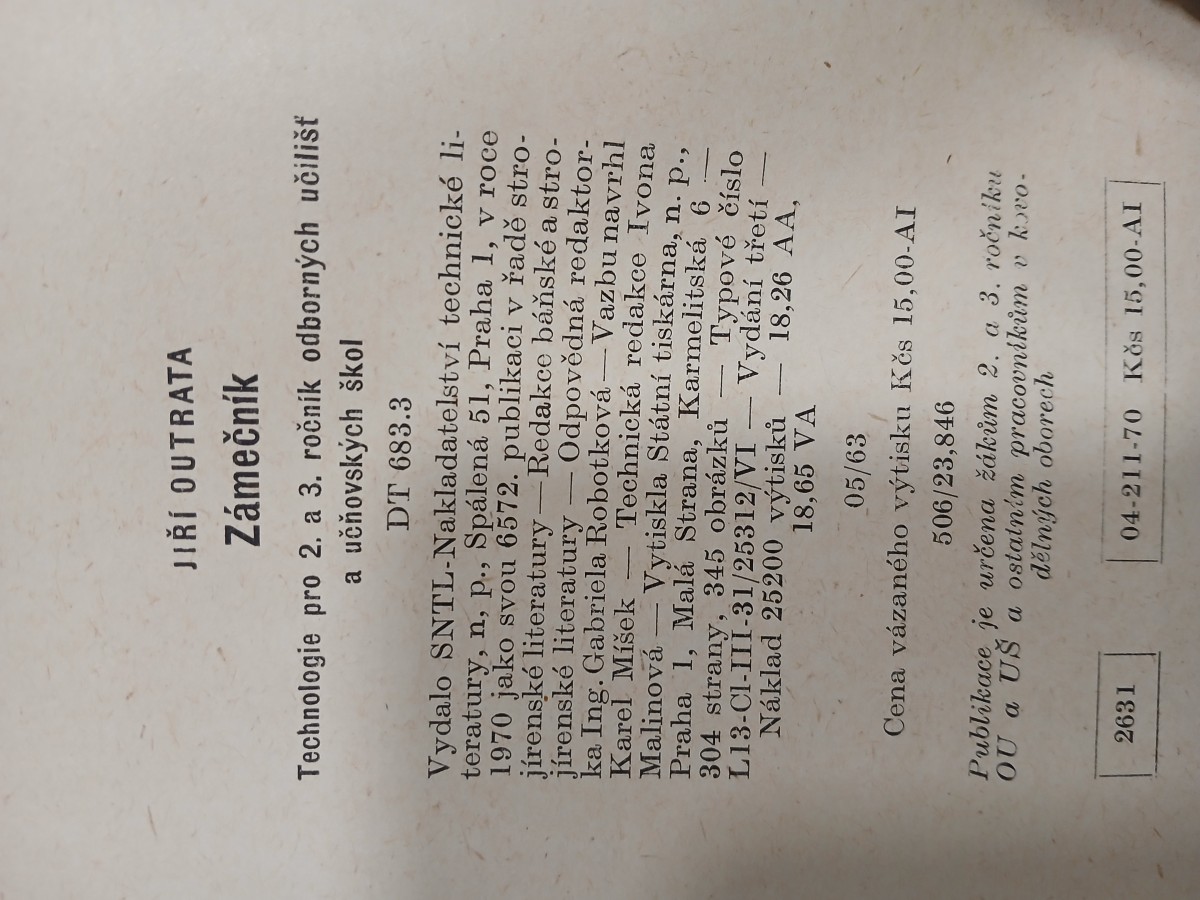 JIŘÍ OUTRATA
Zámečník
Technologie pro 2. a 3. ročník odborných učilišť
a učňovských škol
DT 683.3
Vydalo SNTL-Nakladatelství technické li-
teratury, n, p., Spálená 51, Praha 1, v roce
1970 jako svou 6572. publikaci v řadě stro-
jírenské literatury — Redakce báňské a stro-
jírenské literatury — Odpovědná redaktor-
ka Ing. Gabriela Robotková — Vazbu navrhl
Karel Míšek — Technická redakce Ivona
Malinová — Vytiskla Státní tiskárna, n. p.,
Praha 1, Malá Strana, Karmelitská 6 —
304 strany, 345 obrázků — Typové číslo
L13-Cl-III-31/25312/VI — Vydání třetí —
Náklad 25200 výtisků — 18,26 AA,
18,65 VA
05/63
Cena vázaného výtisku Kčs 15,00-AI
506/23,846
Publikace je určena žákům 2. a 3. ročníku
OU a UŠ a ostatním pracovníkům v kovo-
dělných oborech
2631 04-211-70 Kčs 15,00-AI